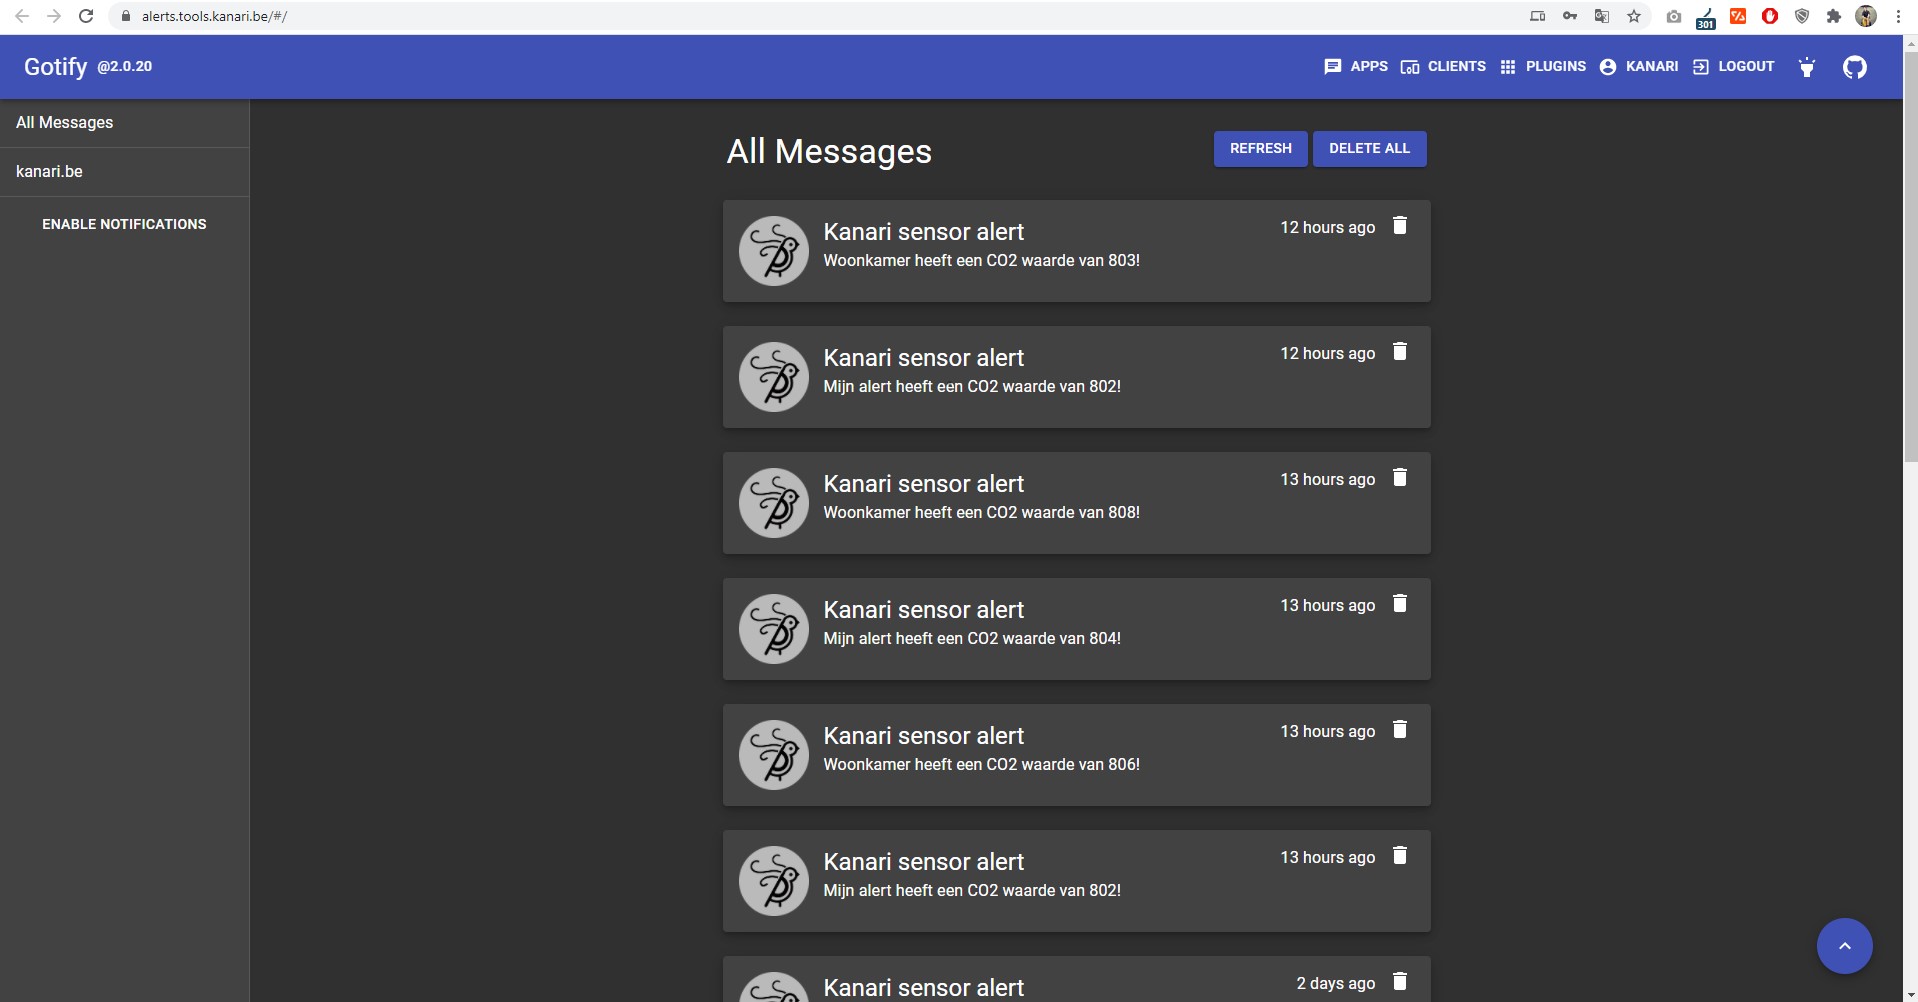 alerts.tools.kanari.be/#/
301
Gotify @2.0.20
APPS CLIENTS PLUGINS KANARI LOGOUT
All Messages
kanari.be
ENABLE NOTIFICATIONS
All Messages
REFRESH DELETE ALL
Kanari sensor alert 12 hours ago
Woonkamer heeft een CO2 waarde van 803!
Kanari sensor alert 12 hours ago
Mijn alert heeft een CO2 waarde van 802!
Kanari sensor alert 13 hours ago
Woonkamer heeft een CO2 waarde van 808!
Kanari sensor alert 13 hours ago
Mijn alert heeft een CO2 waarde van 804!
Kanari sensor alert 13 hours ago
Woonkamer heeft een CO2 waarde van 806!
Kanari sensor alert 13 hours ago
Mijn alert heeft een CO2 waarde van 802!
Kanari sensor alert 2 days ago